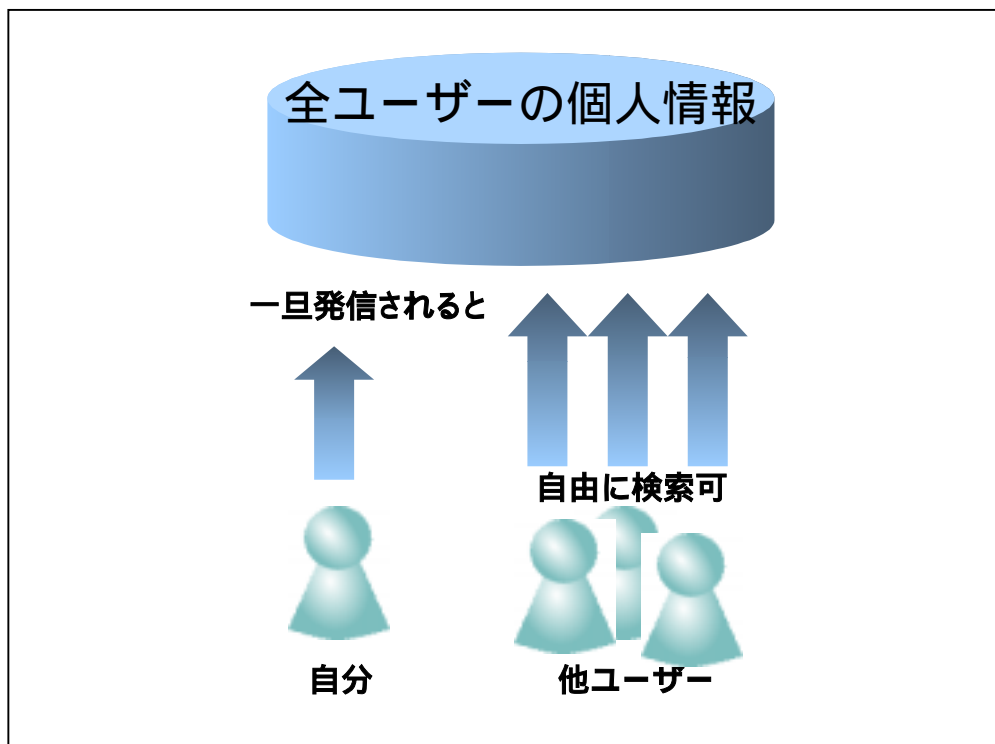 全ユーザーの個人情報
一旦発信されると
自由に検索可
自分
他ユーザー